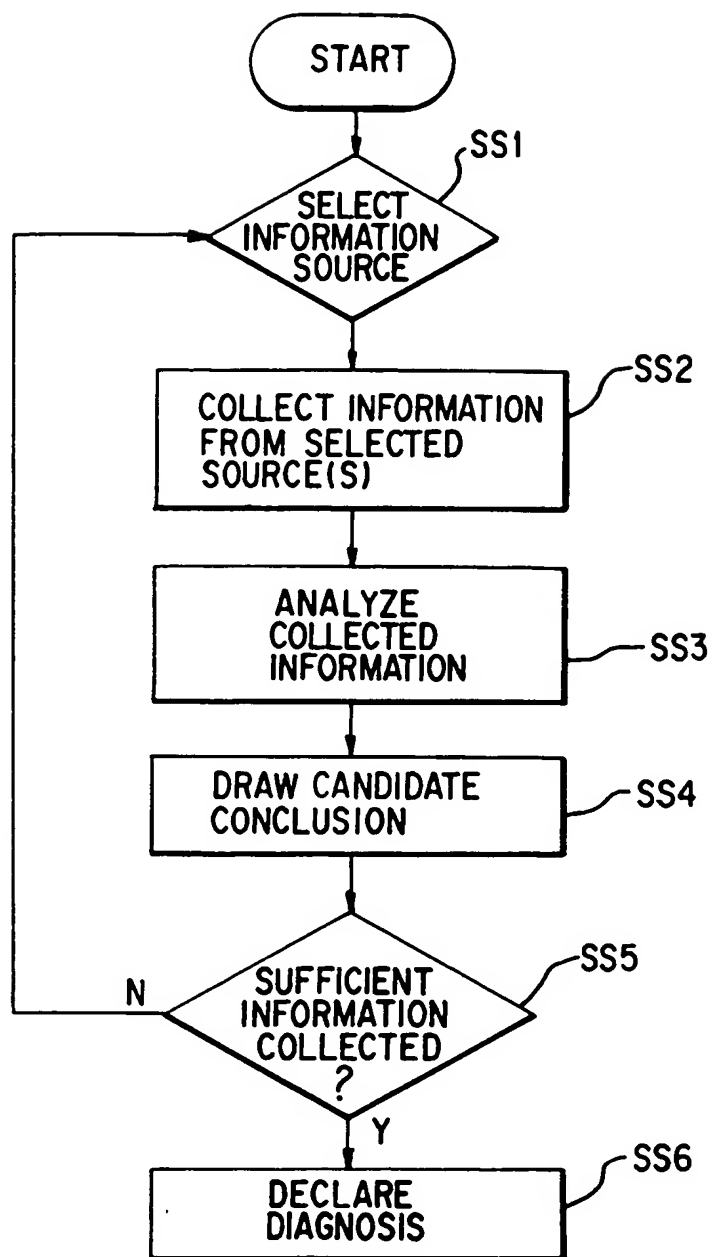 START
SS1
SELECT
INFORMATION
SOURCE
SS2
COLLECT INFORMATION
FROM SELECTED
SOURCE(S)
ANALYZE
COLLECTED
INFORMATION
SS3
DRAW CANDIDATE
CONCLUSION
SS4
SS5
N
SUFFICIENT
INFORMATION
COLLECTED
?
Y
SS6
DECLARE
DIAGNOSIS